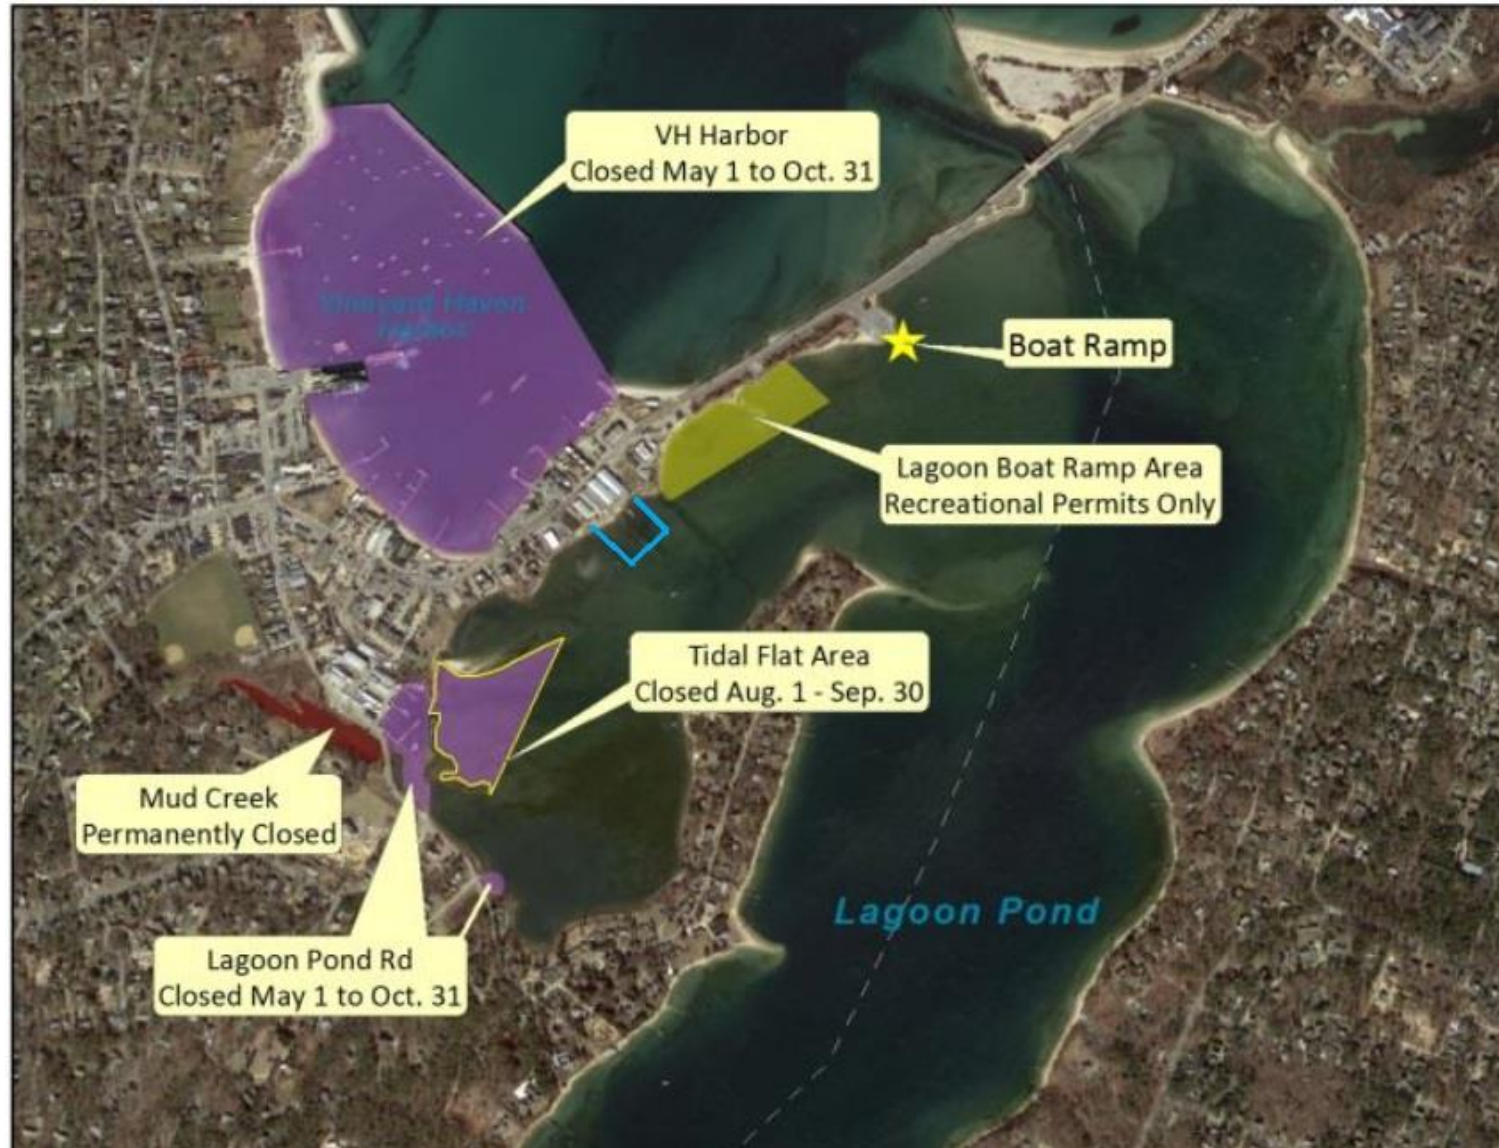 VH Harbor
Closed May 1 to Oct. 31
Vineyard Haven
Harbor
Boat Ramp
Lagoon Boat Ramp Area
Recreational Permits Only
Tidal Flat Area
Closed Aug. 1 - Sep. 30
Mud Creek
Permanently Closed
Lagoon Pond
Lagoon Pond Rd
Closed May 1 to Oct. 31